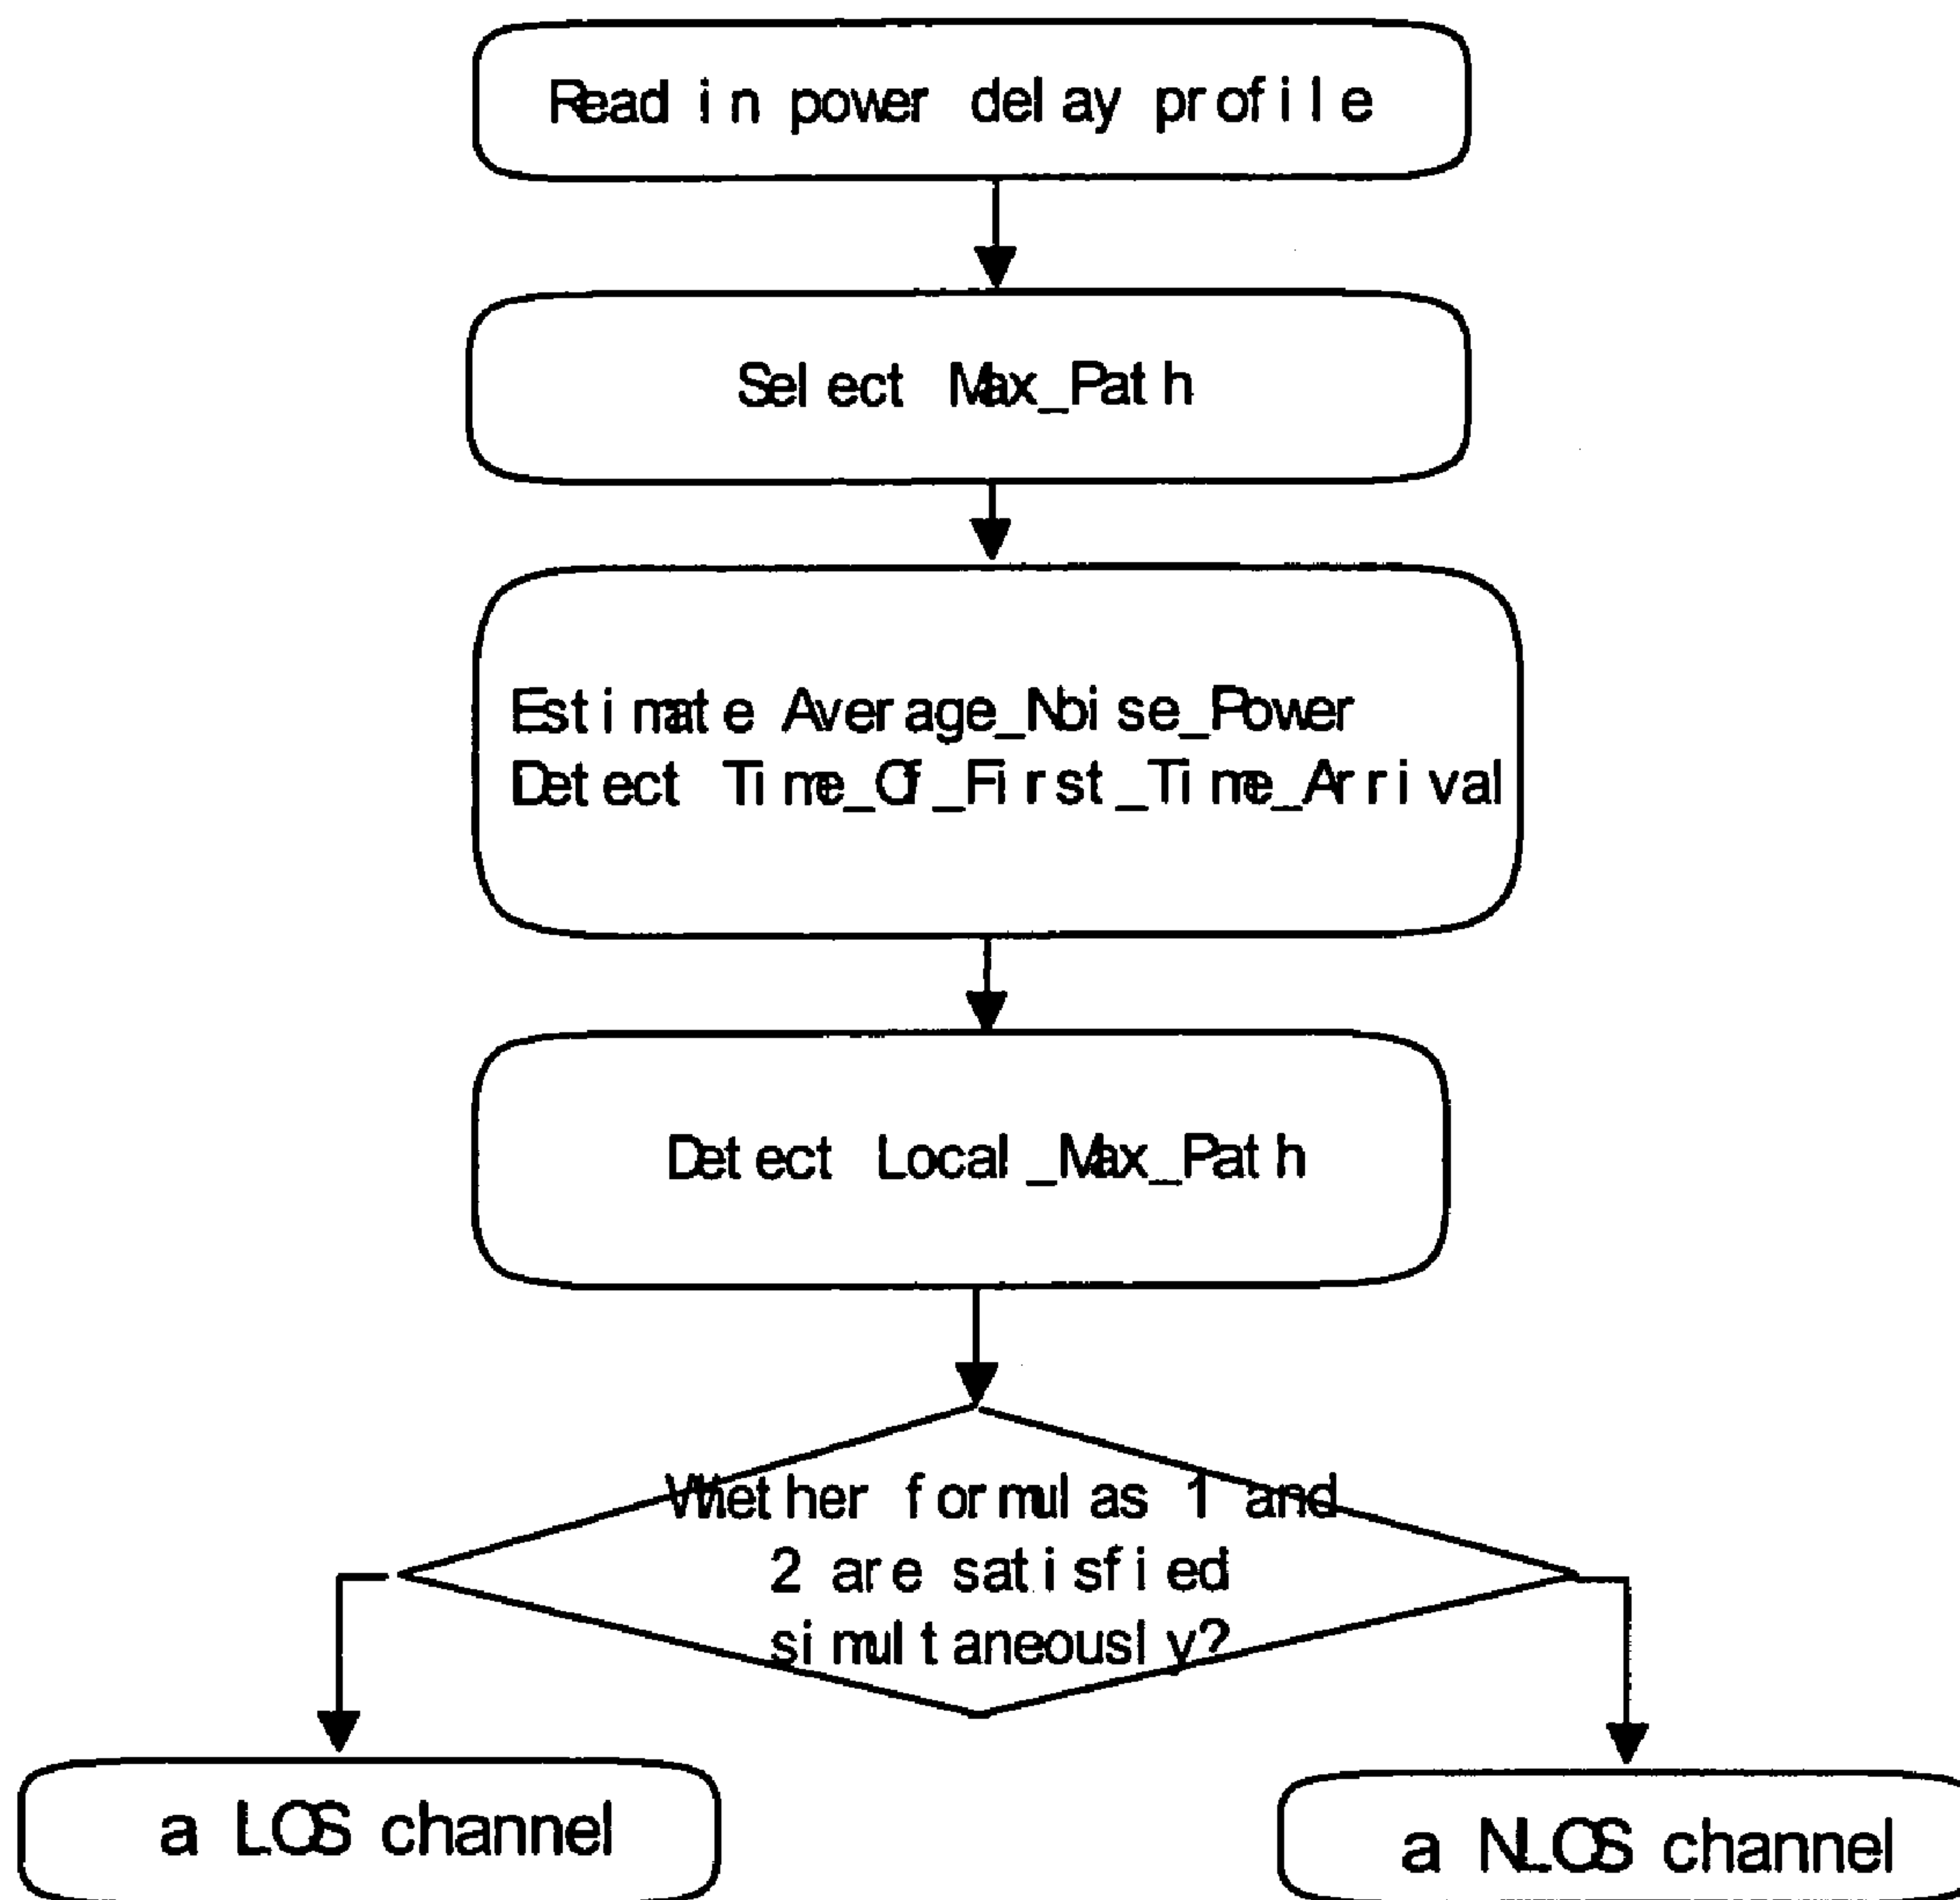 Read in power delay profile
Select Max_Path
Estimate Average_Noise_Power
Detect Time_Of_First_Time_Arrival
Detect Local_Max_Path
Whether formulas 1 and
2 are satisfied
simultaneously?
a LOS channel
a NLOS channel